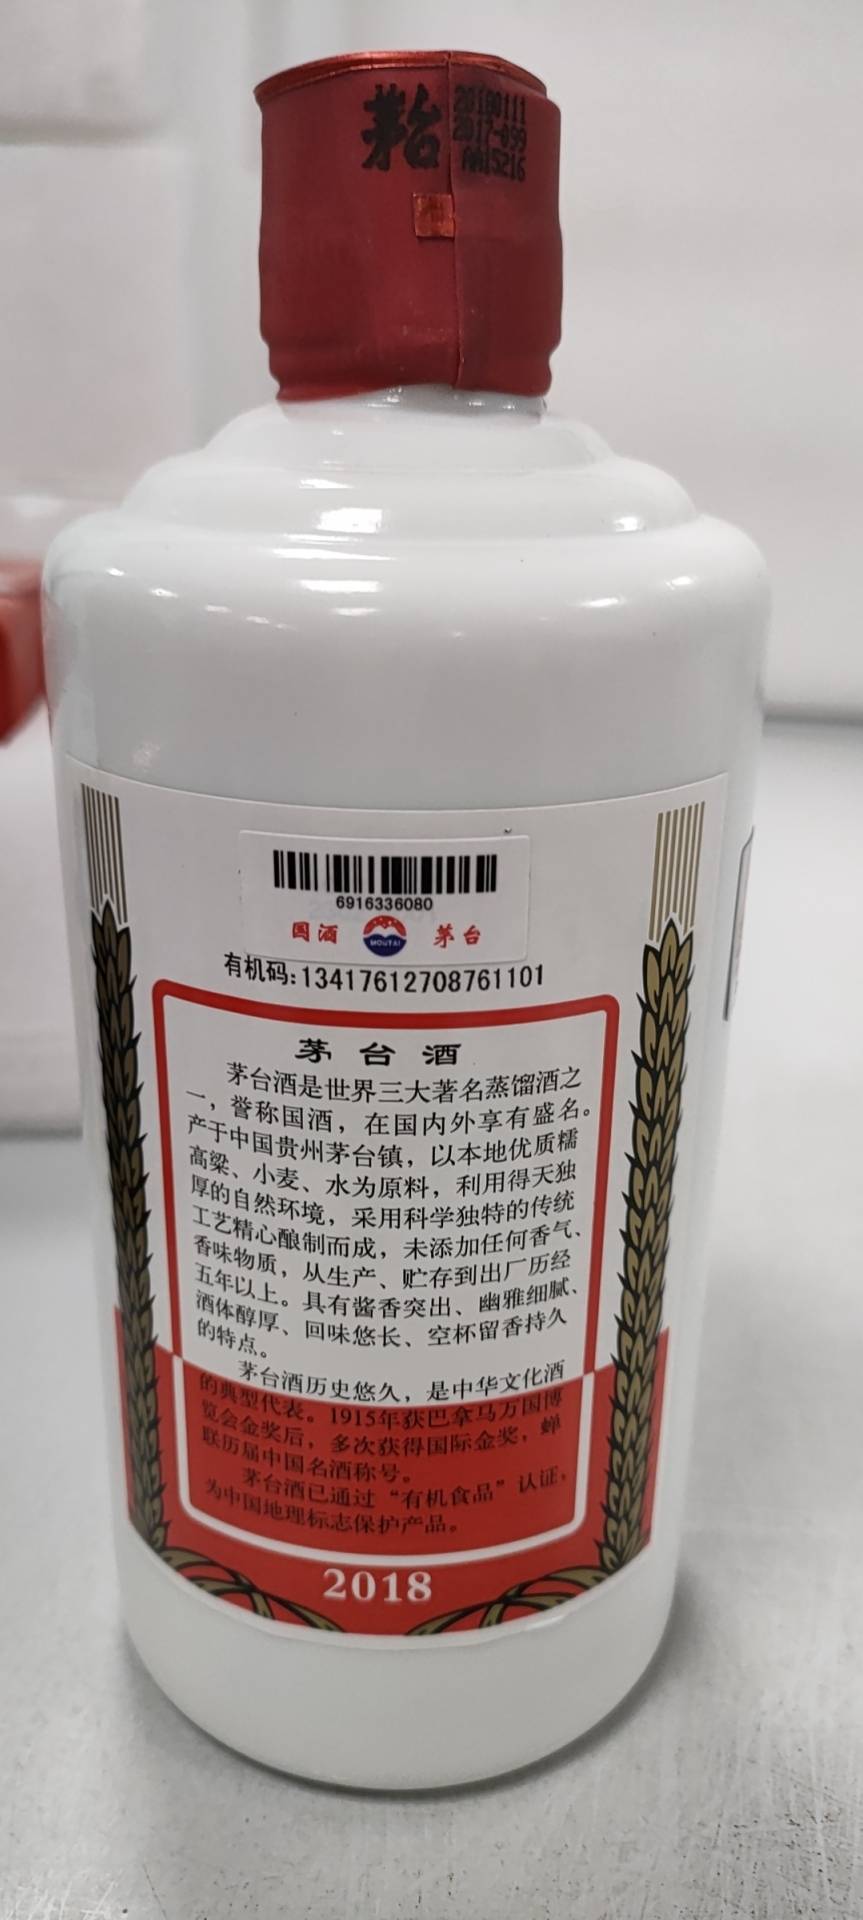 茅台
20180111
2017-099
AA15216
6916336080
国酒 MOUTAI 茅台
有机码:13417612708761101
茅台酒
茅台酒是世界三大著名蒸馏酒之
一，誉称国酒，在国内外享有盛名。
产于中国贵州茅台镇，以本地优质糯
高粱、小麦、水为原料，利用得天独
厚的自然环境，采用科学独特的传统
工艺精心酿制而成，未添加任何香气、
香味物质，从生产、贮存到出厂历经
五年以上。具有酱香突出、幽雅细腻、
酒体醇厚、回味悠长、空杯留香持久
的特点。
茅台酒历史悠久，是中华文化酒
的典型代表。1915年获巴拿马万国博
览会金奖后，多次获得国际金奖，蝉
联历届中国名酒称号。
茅台酒已通过“有机食品”认证，
为中国地理标志保护产品。
2018